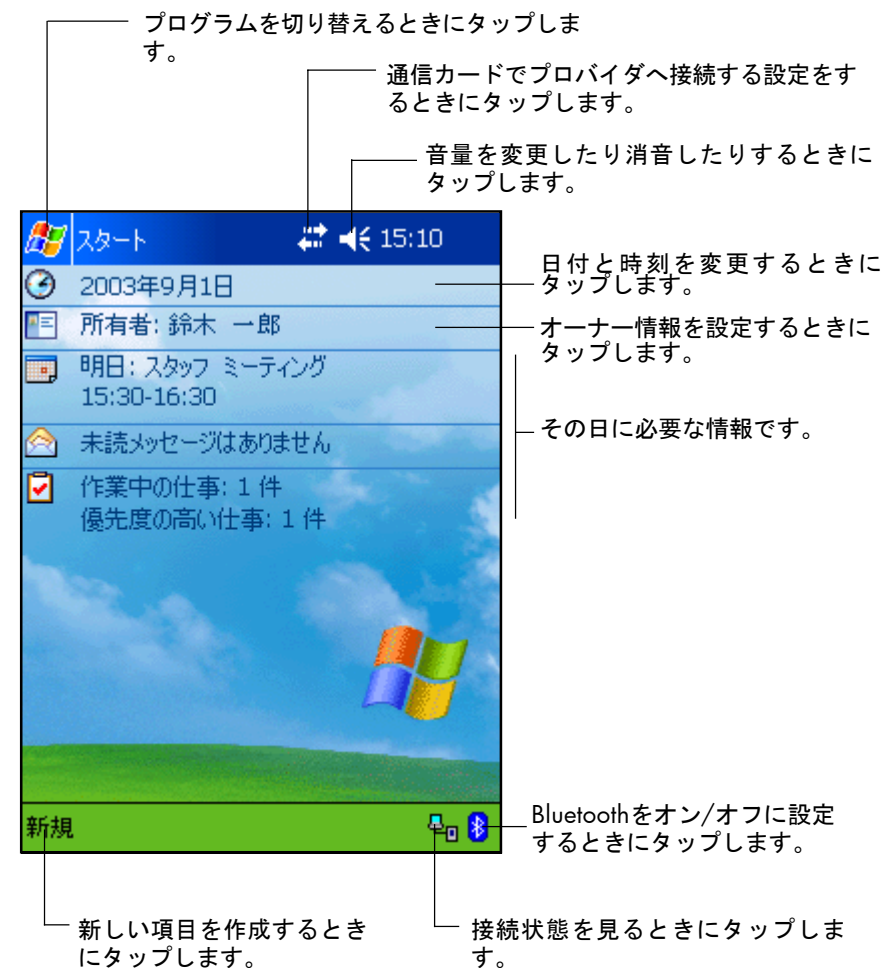 プログラムを切り替えるときにタップしま
す。
通信カードでプロバイダへ接続する設定をす
るときにタップします。
音量を変更したり消音したりするときに
タップします。
スタート 15:10
2003年9月1日
日付と時刻を変更するときに
タップします。
所有者: 鈴木 一郎
オーナー情報を設定するときに
タップします。
明日: スタッフ ミーティング
15:30-16:30
その日に必要な情報です。
未読メッセージはありません
作業中の仕事: 1 件
優先度の高い仕事: 1 件
新規
Bluetoothをオン/オフに設定
するときにタップします。
新しい項目を作成するとき
にタップします。
接続状態を見るときにタップしま
す。